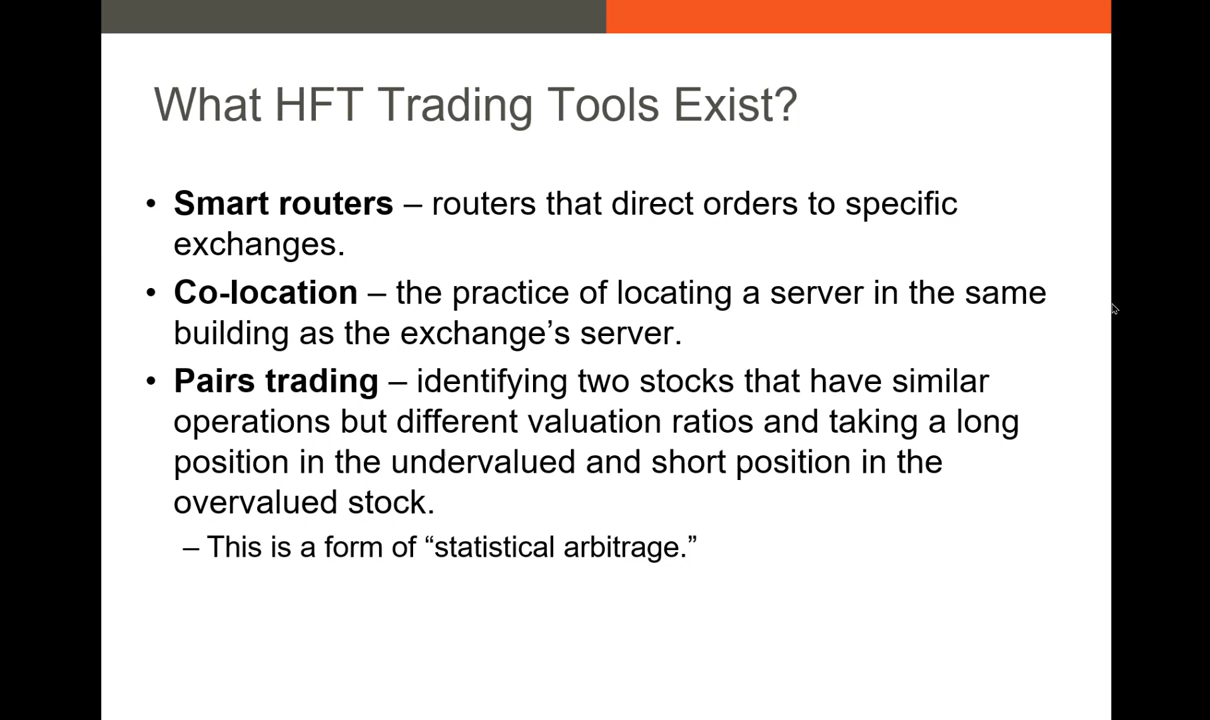 What HFT Trading Tools Exist?
• Smart routers – routers that direct orders to specific
exchanges.
• Co-location – the practice of locating a server in the same
building as the exchange’s server.
• Pairs trading – identifying two stocks that have similar
operations but different valuation ratios and taking a long
position in the undervalued and short position in the
overvalued stock.
– This is a form of “statistical arbitrage.”